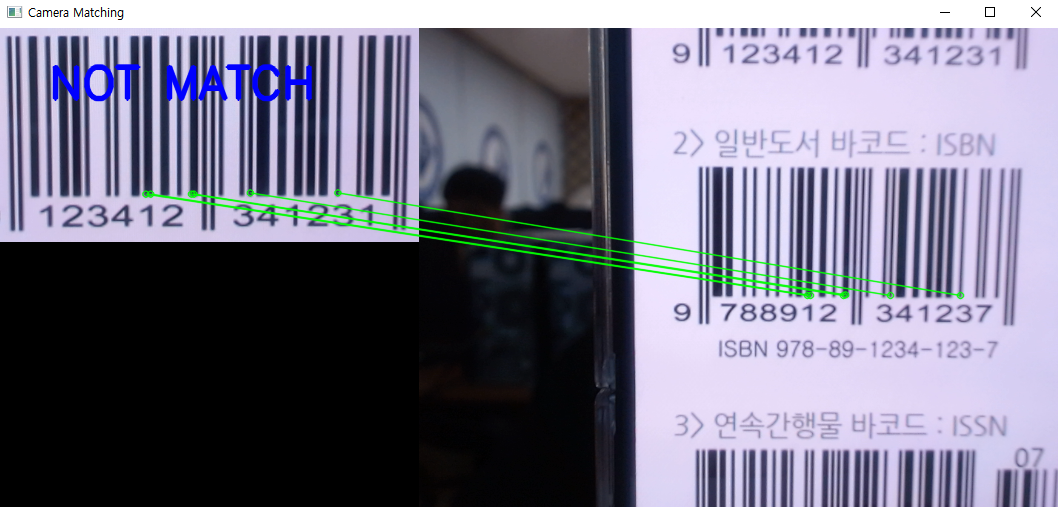 Camera Matching
NOT MATCH
123412 341231
9 123412 341231
2> 일반도서 바코드 : ISBN
9 788912 341237
ISBN 978-89-1234-123-7
3> 연속간행물 바코드 : ISSN
07